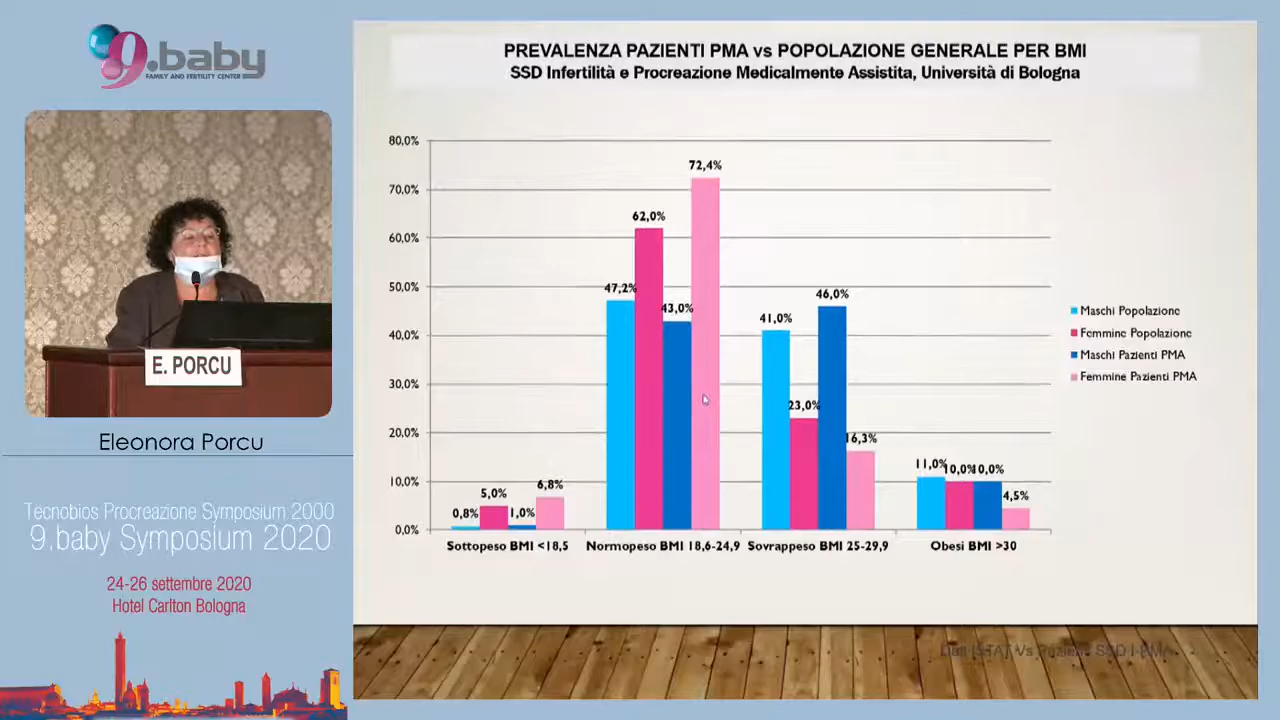 9.baby
FAMILY AND FERTILITY CENTER
E. PORCU
Eleonora Porcu
Tecnobios Procreazione Symposium 2000
9.baby Symposium 2020
24-26 settembre 2020
Hotel Carlton Bologna
PREVALENZA PAZIENTI PMA vs POPOLAZIONE GENERALE PER BMI
SSD Infertilità e Procreazione Medicalmente Assistita, Università di Bologna
80,0%
70,0%
60,0%
50,0%
40,0%
30,0%
20,0%
10,0%
0,0%
0,8%
5,0%
1,0%
6,8%
47,2%
62,0%
43,0%
72,4%
41,0%
23,0%
46,0%
16,3%
11,0%
10,0%
10,0%
4,5%
Sottopeso BMI <18,5
Normopeso BMI 18,6-24,9
Sovrappeso BMI 25-29,9
Obesi BMI >30
Maschi Popolazione
Femmine Popolazione
Maschi Pazienti PMA
Femmine Pazienti PMA
Dati ISTAT Vs Pazienti SSD I-PMA